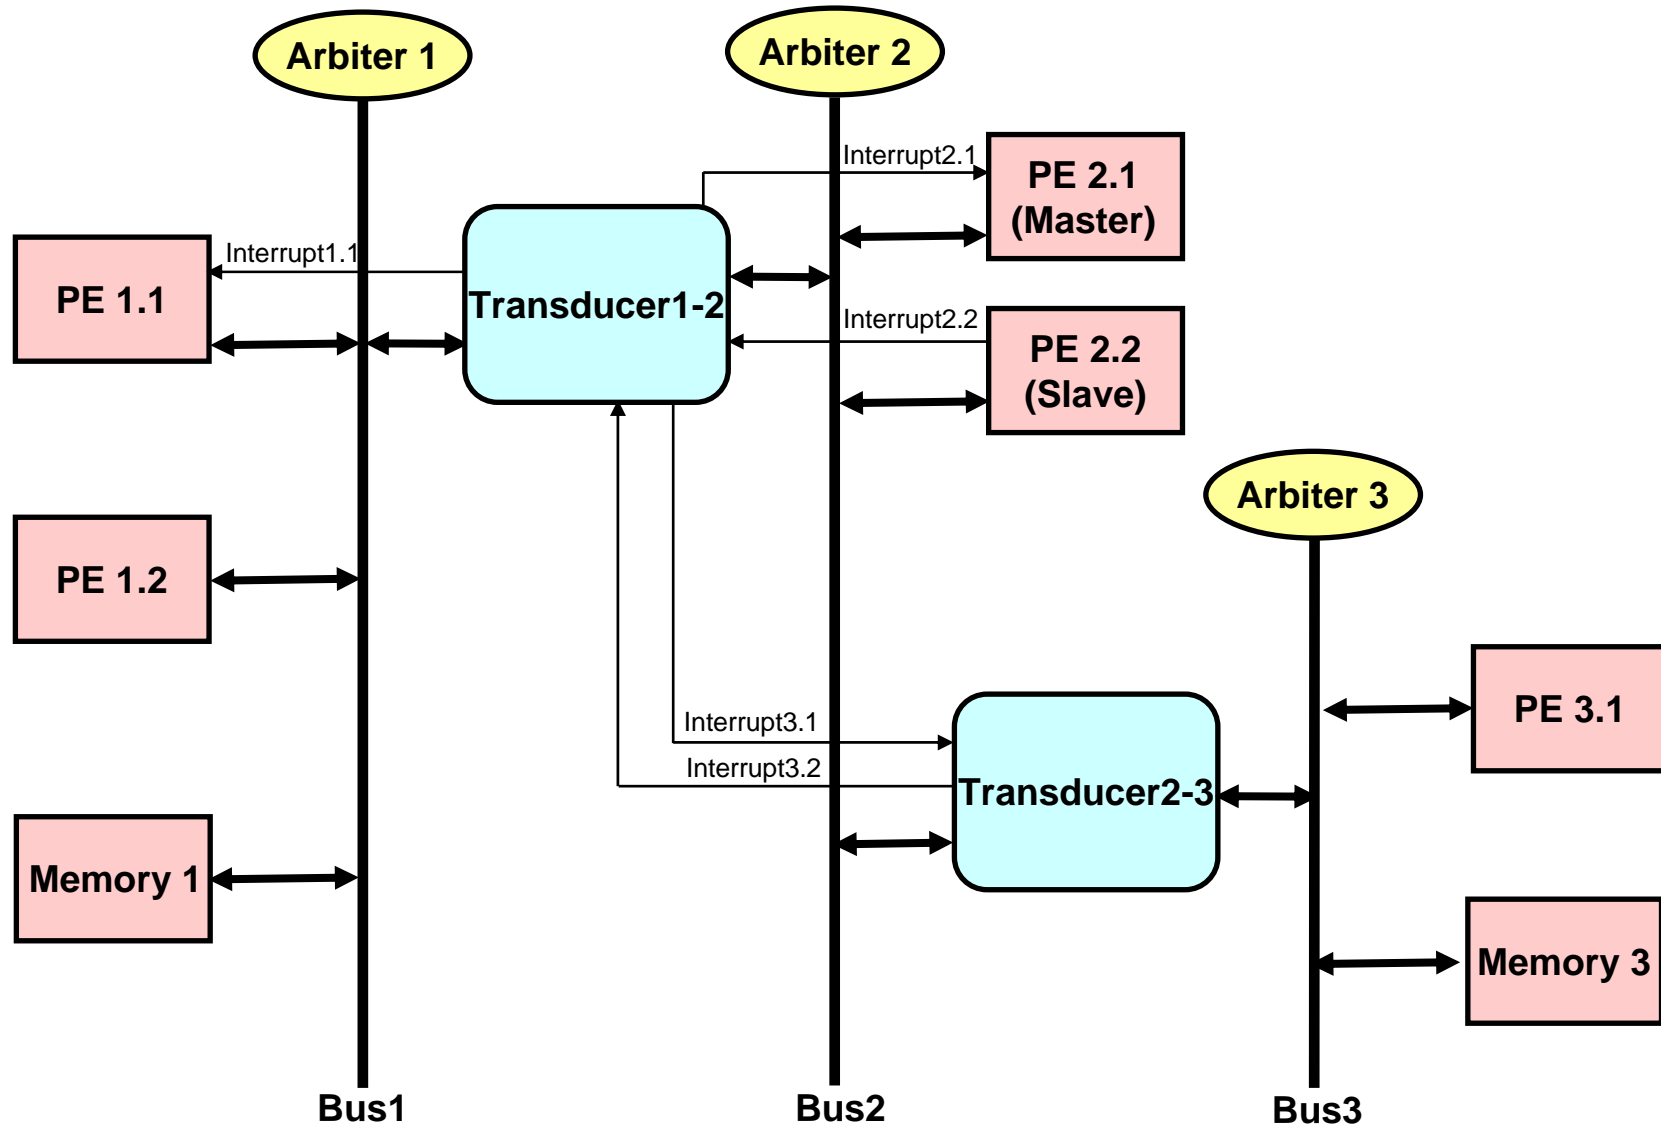 Arbiter 1
Arbiter 2
Interrupt2.1
PE 2.1
(Master)
Interrupt1.1
PE 1.1
Transducer1-2
Interrupt2.2
PE 2.2
(Slave)
Arbiter 3
PE 1.2
Interrupt3.1
PE 3.1
Interrupt3.2
Transducer2-3
Memory 1
Memory 3
Bus1
Bus2
Bus3